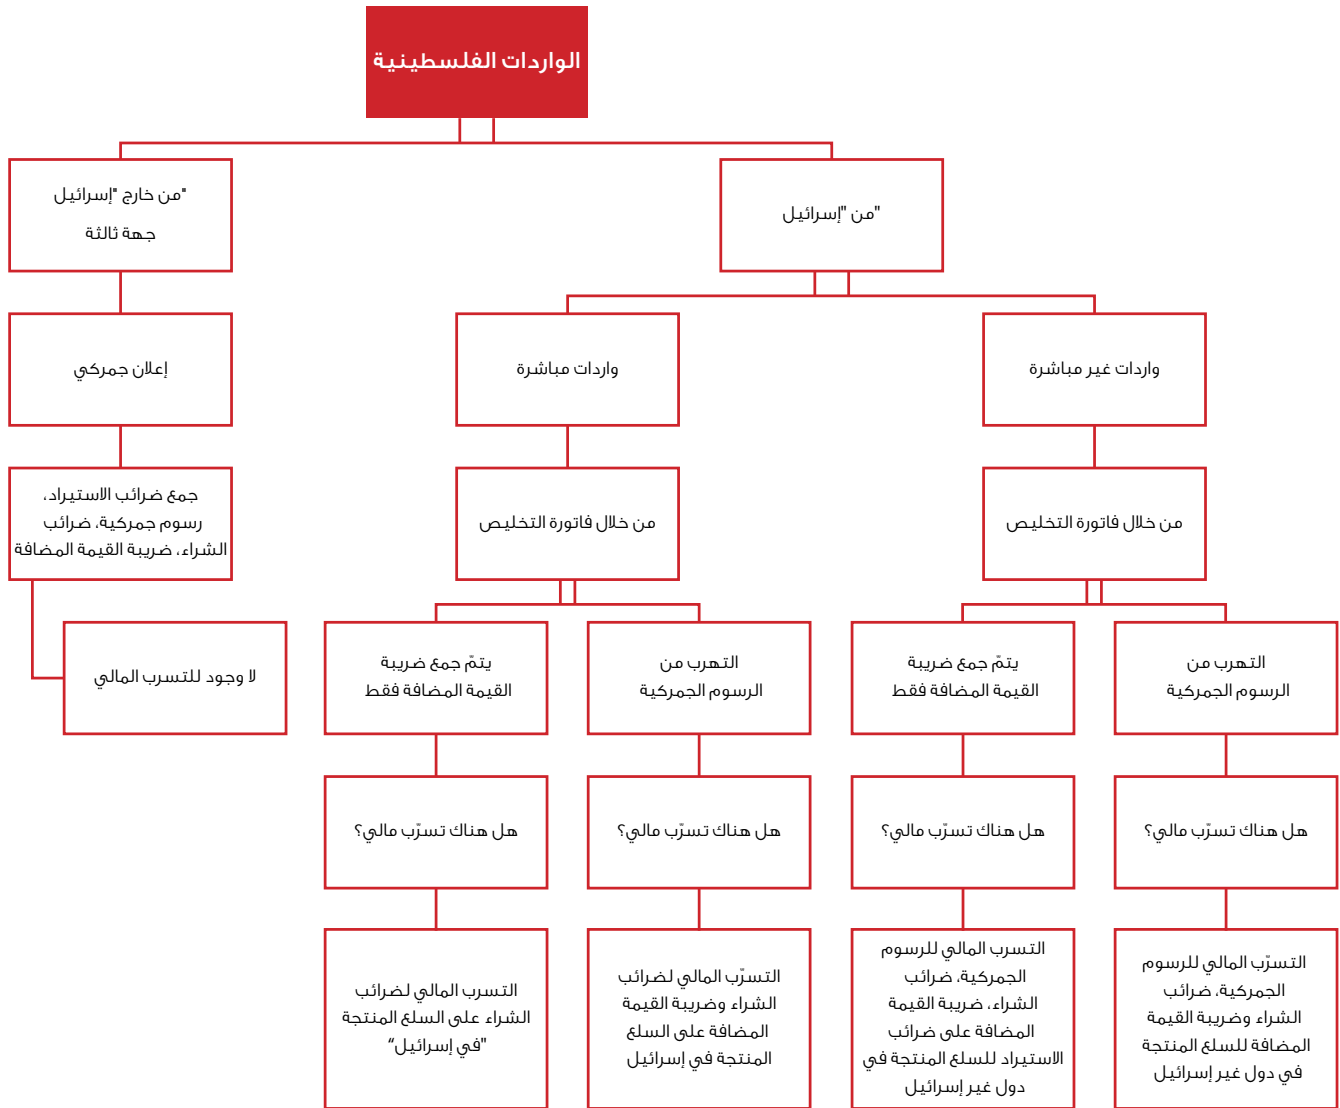 الواردات الفلسطينية
من "إسرائيل"
من خارج "إسرائيل"
جهة ثالثة
واردات غير مباشرة
واردات مباشرة
إعلان جمركي
من خلال فاتورة التخليص
من خلال فاتورة التخليص
جمع ضرائب الاستيراد،
رسوم جمركية، ضرائب
الشراء، ضريبة القيمة المضافة
التهرب من
الرسوم الجمركية
يتمّ جمع ضريبة
القيمة المضافة فقط
التهرب من
الرسوم الجمركية
يتمّ جمع ضريبة
القيمة المضافة فقط
لا وجود للتسرب المالي
هل هناك تسرّب مالي؟
هل هناك تسرّب مالي؟
هل هناك تسرّب مالي؟
هل هناك تسرّب مالي؟
التسرّب المالي للرسوم
الجمركية، ضرائب
الشراء وضريبة القيمة
المضافة للسلع المنتجة
في دول غير إسرائيل
التسرب المالي للرسوم
الجمركية، ضرائب
الشراء، ضريبة القيمة
المضافة على ضرائب
الاستيراد للسلع المنتجة في
دول غير إسرائيل
التسرّب المالي لضرائب
الشراء وضريبة القيمة
المضافة على السلع
المنتجة في إسرائيل
التسرب المالي لضرائب
الشراء على السلع المنتجة
"في إسرائيل“